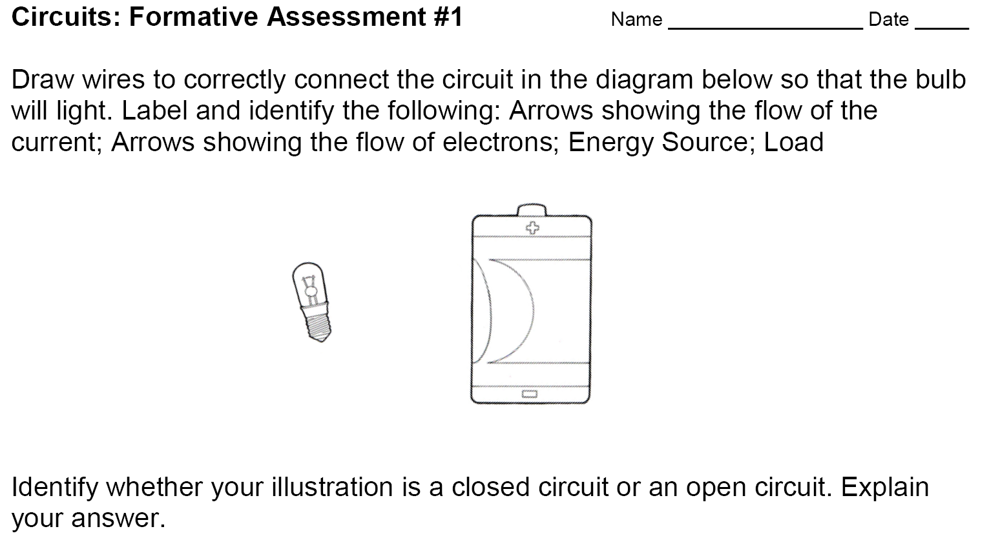 Circuits: Formative Assessment #1 Name __________________ Date _____
Draw wires to correctly connect the circuit in the diagram below so that the bulb
will light. Label and identify the following: Arrows showing the flow of the
current; Arrows showing the flow of electrons; Energy Source; Load
+
-
Identify whether your illustration is a closed circuit or an open circuit. Explain
your answer.